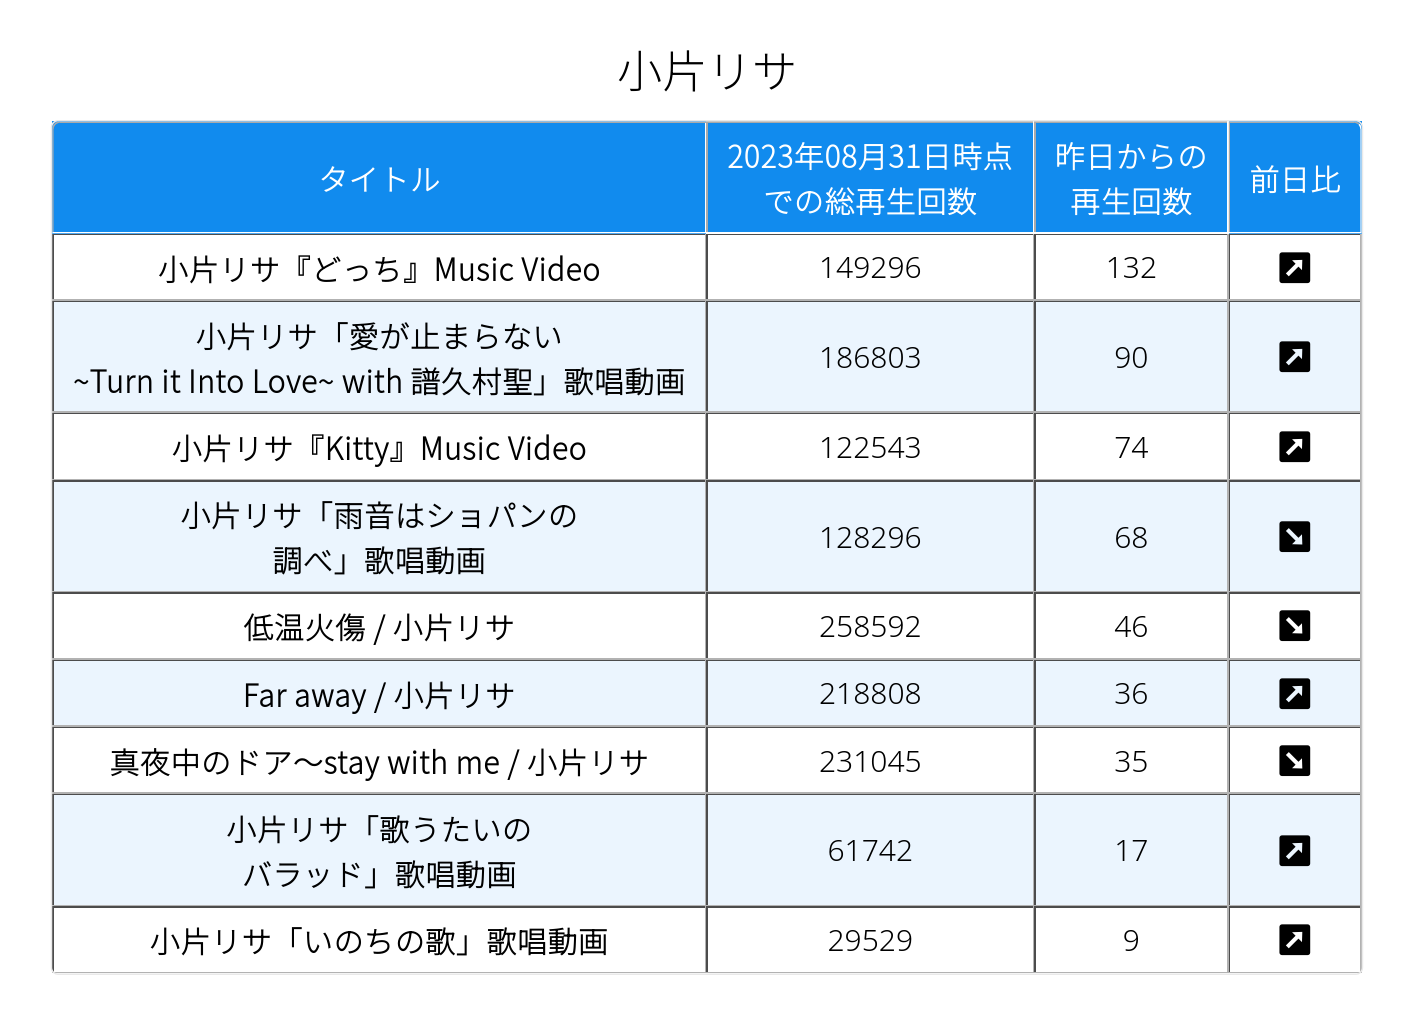 小片リサ
タイトル
2023年08月31日時点
での総再生回数
昨日からの
再生回数
前日比
小片リサ『どっち』Music Video
149296
132
小片リサ「愛が止まらない
~Turn it Into Love~ with 譜久村聖」歌唱動画
186803
90
小片リサ『Kitty』Music Video
122543
74
小片リサ「雨音はショパンの
調べ」歌唱動画
128296
68
低温火傷 / 小片リサ
258592
46
Far away / 小片リサ
218808
36
真夜中のドア〜stay with me / 小片リサ
231045
35
小片リサ「歌うたいの
バラッド」歌唱動画
61742
17
小片リサ「いのちの歌」歌唱動画
29529
9